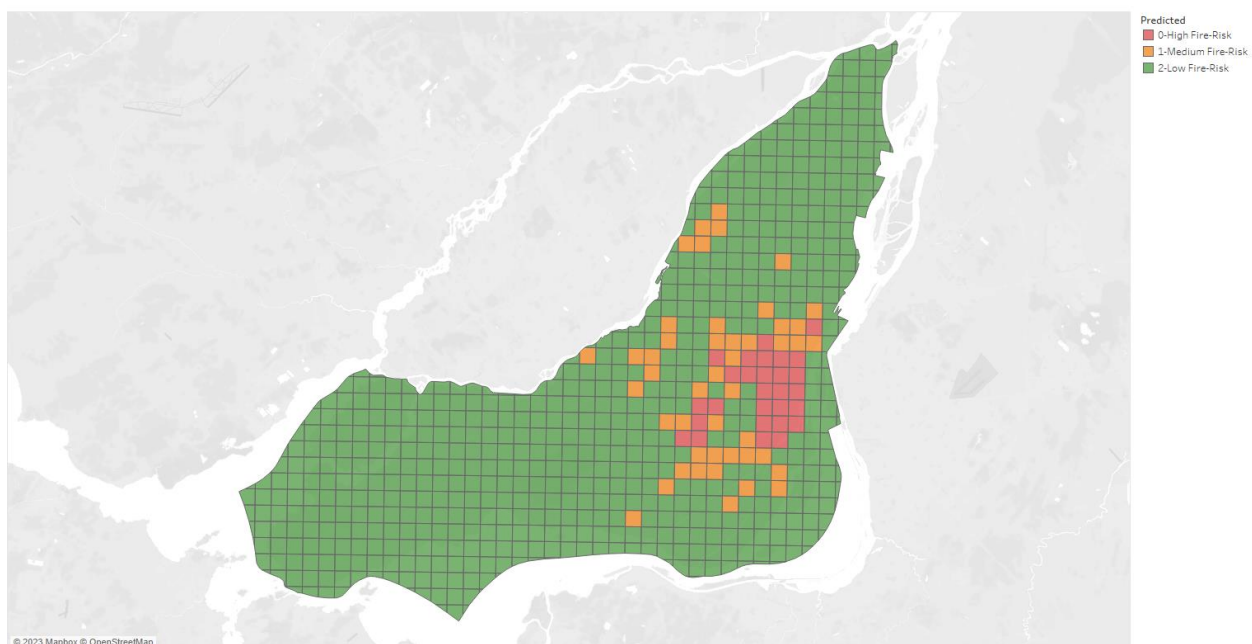 Predicted
0-High Fire-Risk
1-Medium Fire-Risk
2-Low Fire-Risk
© 2023 Mapbox © OpenStreetMap